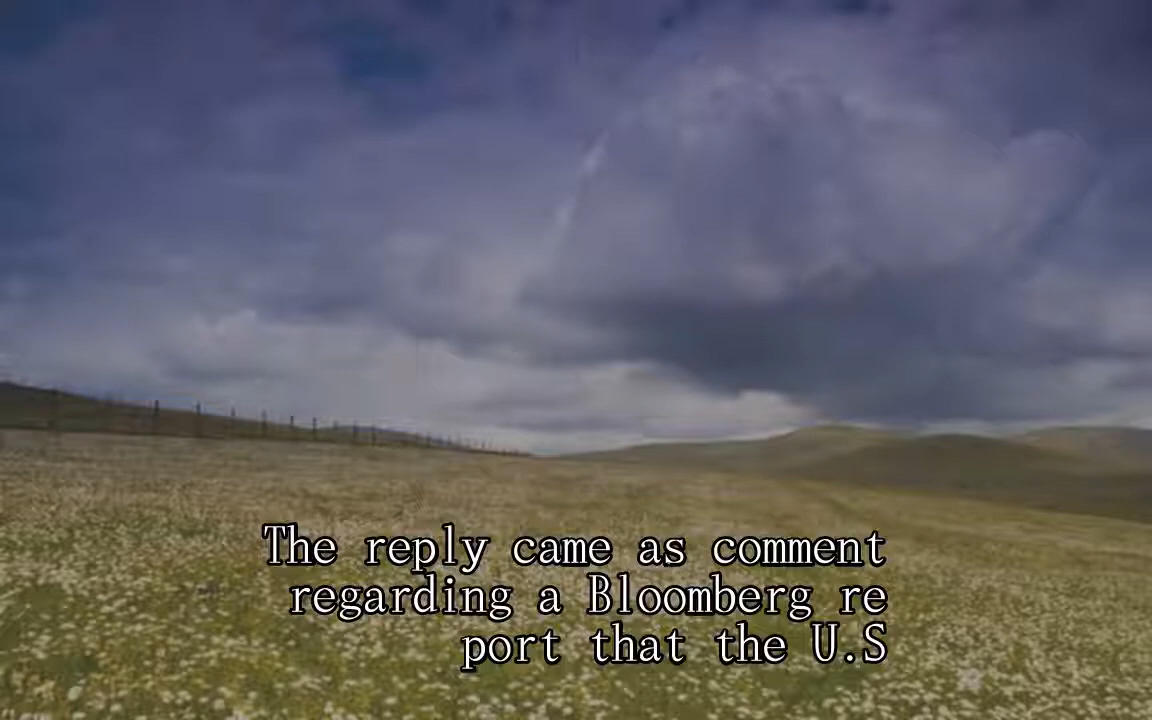 The reply came as comment
regarding a Bloomberg re
port that the U.S